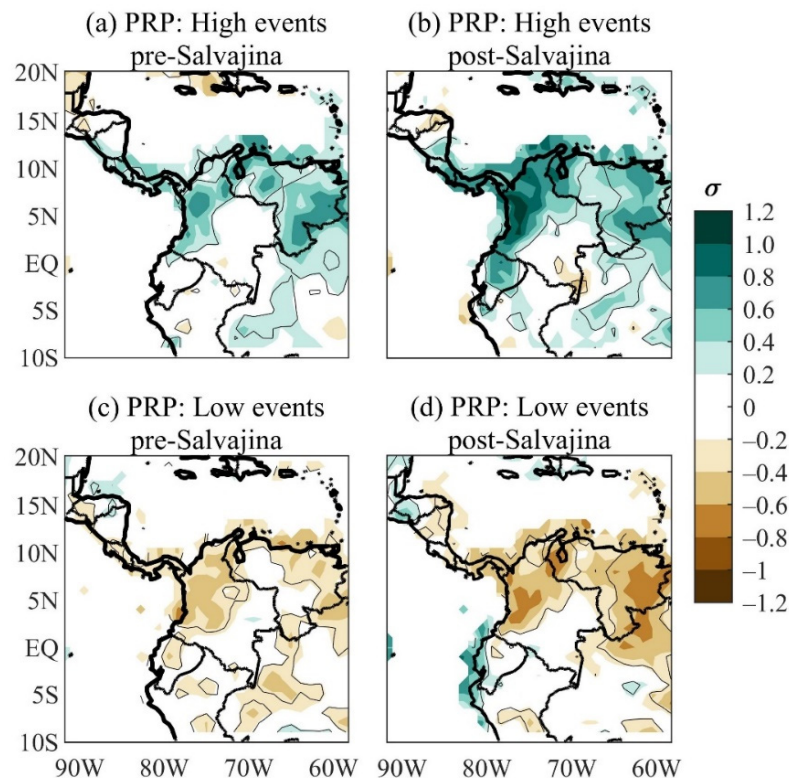 (a) PRP: High events
pre-Salvajina
(b) PRP: High events
post-Salvajina
20N
15N
10N
5N
EQ
5S
10S
σ
1.2
1.0
0.8
0.6
0.4
0.2
0
−0.2
−0.4
−0.6
−0.8
−1
−1.2
(c) PRP: Low events
pre-Salvajina
(d) PRP: Low events
post-Salvajina
20N
15N
10N
5N
EQ
5S
10S
90W 80W 70W 60W 90W 80W 70W 60W